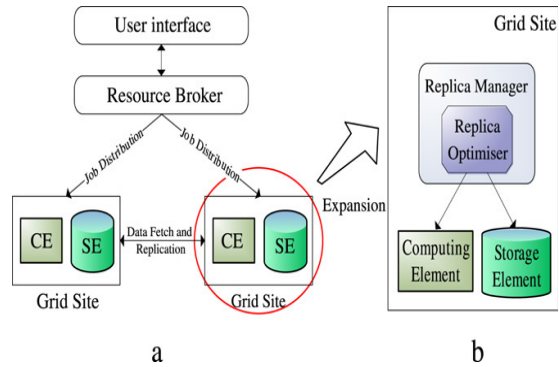 User interface
Resource Broker
Job Distribution
Job Distribution
CE
SE
Data Fetch and
Replication
CE
SE
Grid Site
Grid Site
a
Expansion
Grid Site
Replica Manager
Replica
Optimiser
Computing
Element
Storage
Element
b